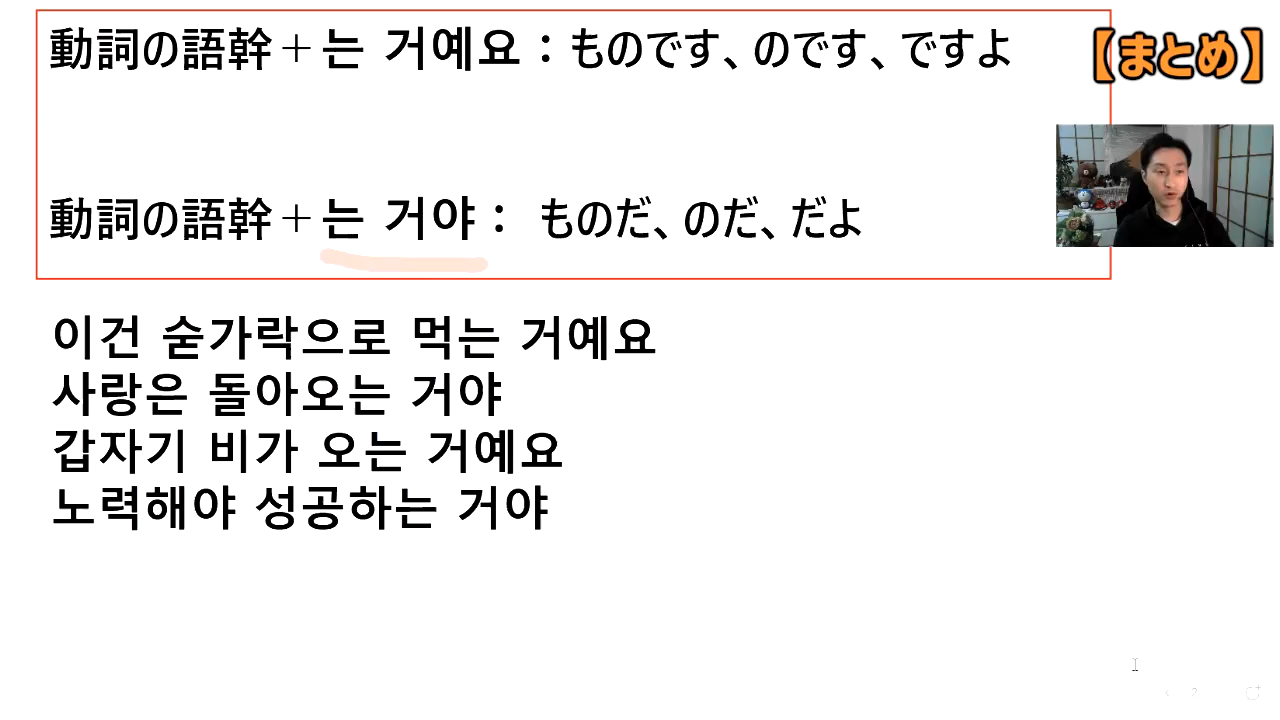 動詞の語幹＋는 거예요：ものです、のです、ですよ
【まとめ】
動詞の語幹＋는 거야： ものだ、のだ、だよ
이건 숟가락으로 먹는 거예요
사랑은 돌아오는 거야
갑자기 비가 오는 거예요
노력해야 성공하는 거야
2